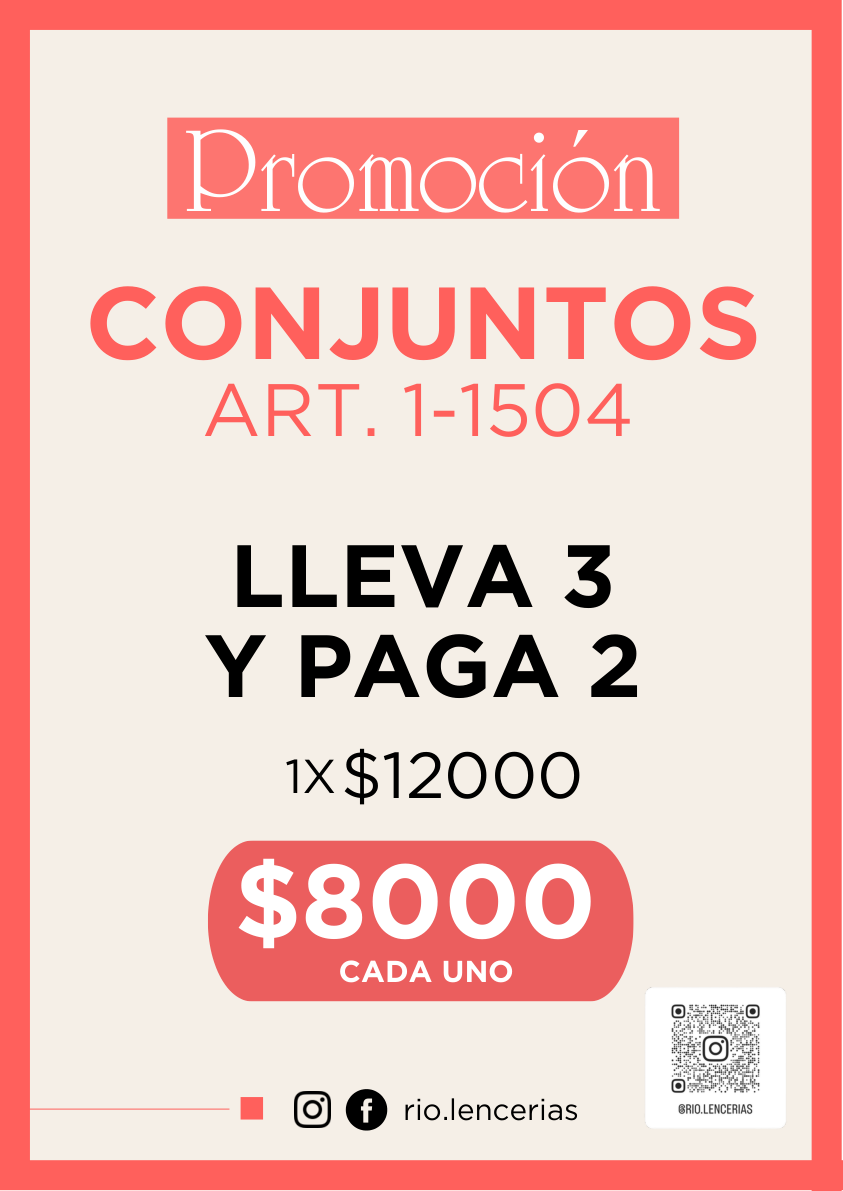 Promoción
CONJUNTOS
ART. 1-1504
LLEVA 3
Y PAGA 2
1X $12000
$8000
CADA UNO
@RIO.LENCERIAS
rio.lencerias